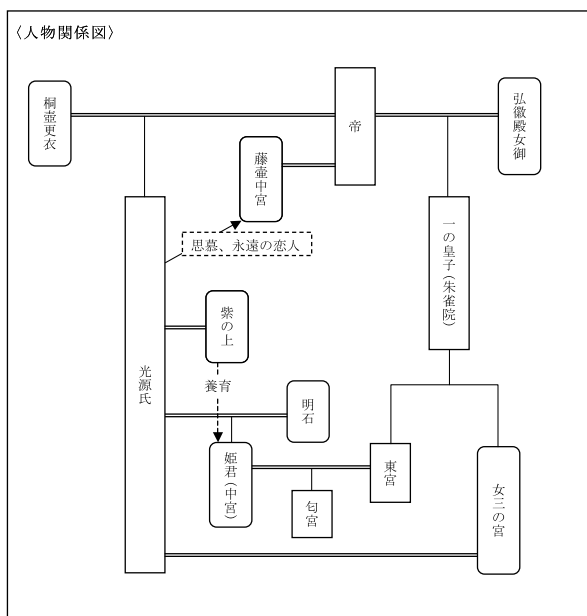 〈人物関係図〉
弘徽殿女御
帝
桐壺更衣
藤壺中宮
思慕、永遠の恋人
一の皇子(朱雀院)
光源氏
紫の上
養育
明石
姫君(中宮)
東宮
匂宮
女三の宮